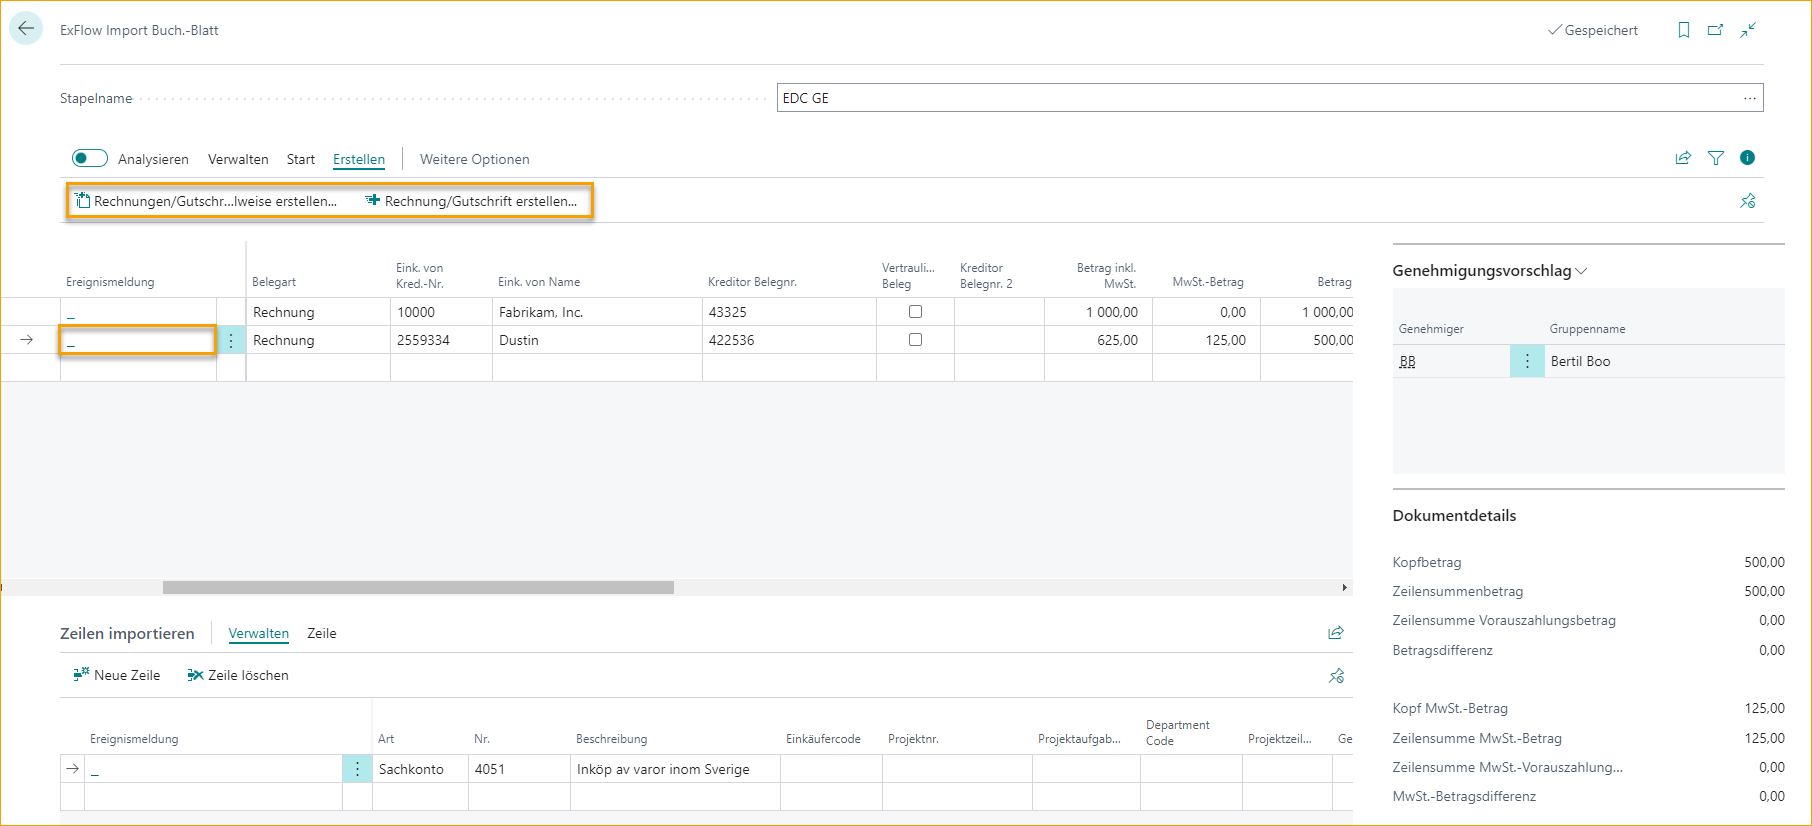 ExFlow Import Buch.-Blatt
Gespeichert
Stapelname
EDC GE
Analysieren Verwalten Start Erstellen Weitere Optionen
Rechnungen/Gutschr...lweise erstellen... Rechnung/Gutschrift erstellen...
Ereignismeldung Belegart Eink. von Kred.-Nr. Eink. von Name Kreditor Belegnr. Vertrauli... Beleg Kreditor Belegnr. 2 Betrag inkl. MwSt. MwSt.-Betrag Betrag
_ Rechnung 10000 Fabrikam, Inc. 43325 1 000,00 0,00 1 000,00
_ Rechnung 2559334 Dustin 422536 625,00 125,00 500,00
Genehmigungsvorschlag
Genehmiger Gruppenname
BB Bertil Boo
Dokumentdetails
Kopfbetrag 500,00
Zeilensummenbetrag 500,00
Zeilensumme Vorauszahlungsbetrag 0,00
Betragsdifferenz 0,00
Kopf MwSt.-Betrag 125,00
Zeilensumme MwSt.-Betrag 125,00
Zeilensumme MwSt.-Vorauszahlung... 0,00
MwSt.-Betragsdifferenz 0,00
Zeilen importieren Verwalten Zeile
Neue Zeile Zeile löschen
Ereignismeldung Art Nr. Beschreibung Einkäufercode Projektnr. Projektaufgab... Department Code Projektzeil... Ge
_ Sachkonto 4051 Inköp av varor inom Sverige